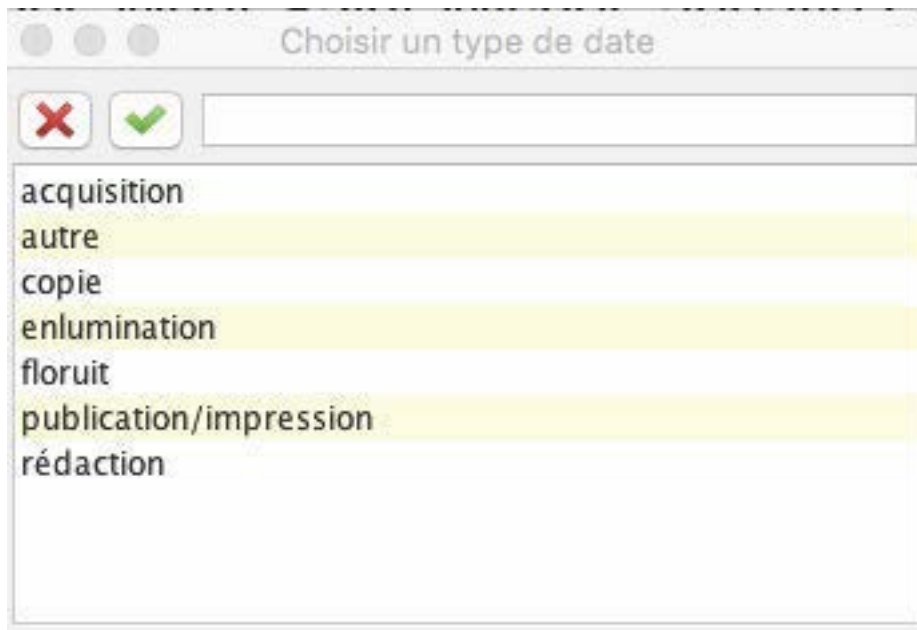 Choisir un type de date
acquisition
autre
copie
enlumination
floruit
publication/impression
rédaction